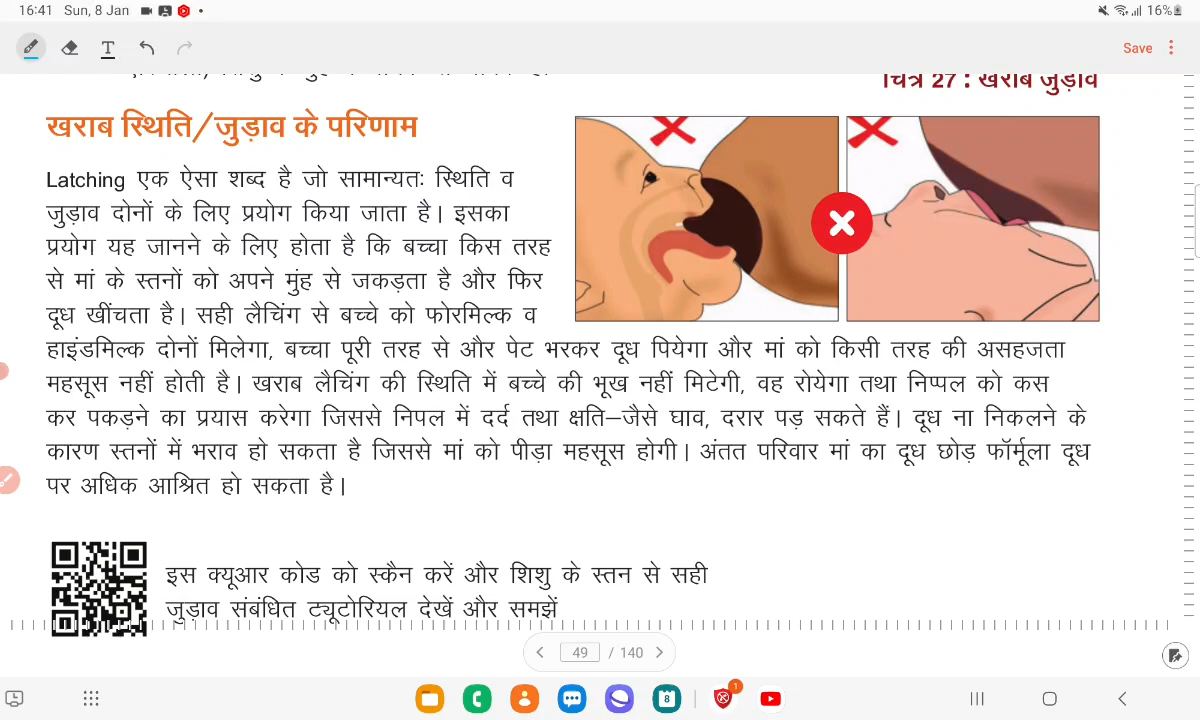 16:41 Sun, 8 Jan
16%
T
Save
चित्र 27 : खराब जुड़ाव
खराब स्थिति/जुड़ाव के परिणाम
Latching एक ऐसा शब्द है जो सामान्यतः स्थिति व
जुड़ाव दोनों के लिए प्रयोग किया जाता है। इसका
प्रयोग यह जानने के लिए होता है कि बच्चा किस तरह
से मां के स्तनों को अपने मुंह से जकड़ता है और फिर
दूध खींचता है। सही लैचिंग से बच्चे को फोरमिल्क व
हाइंडमिल्क दोनों मिलेगा, बच्चा पूरी तरह से और पेट भरकर दूध पियेगा और मां को किसी तरह की असहजता
महसूस नहीं होती है। खराब लैचिंग की स्थिति में बच्चे की भूख नहीं मिटेगी, वह रोयेगा तथा निप्पल को कस
कर पकड़ने का प्रयास करेगा जिससे निपल में दर्द तथा क्षति–जैसे घाव, दरार पड़ सकते हैं। दूध ना निकलने के
कारण स्तनों में भराव हो सकता है जिससे मां को पीड़ा महसूस होगी। अंतत परिवार मां का दूध छोड़ फॉर्मूला दूध
पर अधिक आश्रित हो सकता है।
इस क्यूआर कोड को स्कैन करें और शिशु के स्तन से सही
जुड़ाव संबंधित ट्यूटोरियल देखें और समझें
49 / 140
8
1